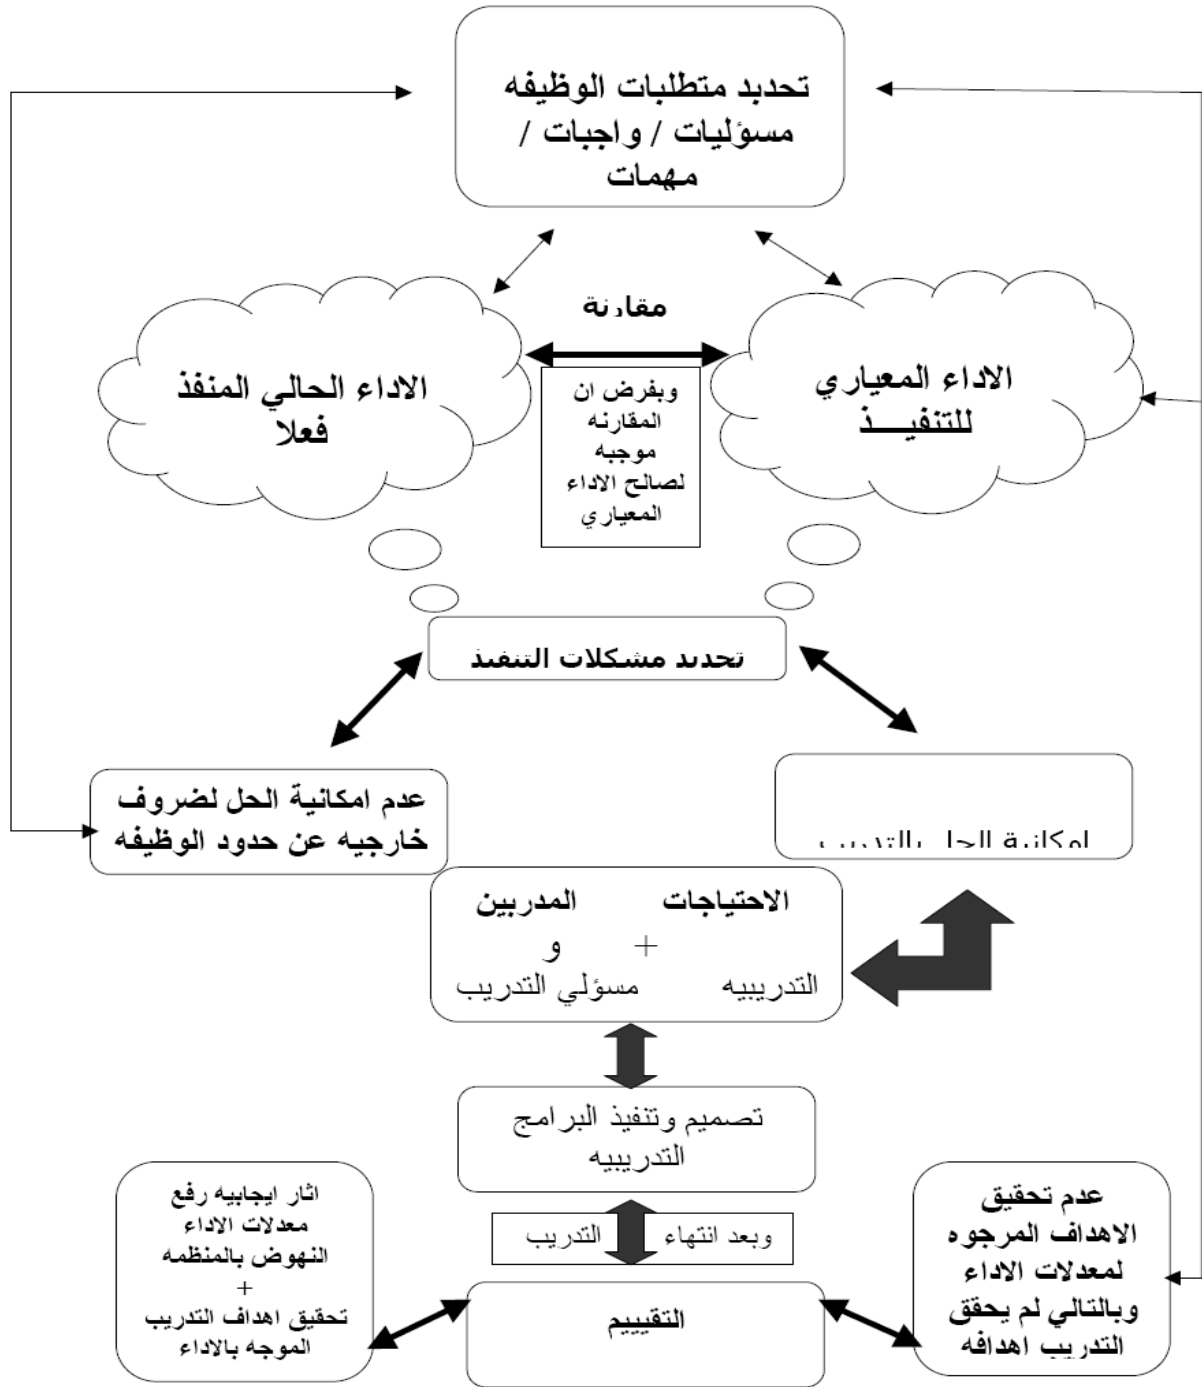 تحدبد متطلبات الوظيفه
مسؤليات / واجبات /
مهمات
مقارنة
الاداء المعياري
للتنفيـــــذ
الاداء الحالي المنفذ
فعلا
وبفرض ان
المقارنه
موجبه
لصالح الاداء
المعياري
تحديد مشكلات التنفيذ
امكانية الحل بالتدريب
عدم امكانية الحل لضروف
خارجيه عن حدود الوظيفه
الاحتياجات المدربين
+ و
التدريبيه مسؤلي التدريب
تصميم وتنفيذ البرامج
التدريبيه
وبعد انتهاء التدريب
عدم تحقيق
الاهداف المرجوه
لمعدلات الاداء
وبالتالي لم يحقق
التدريب اهدافه
التقييم
اثار ايجابيه رفع
معدلات الاداء
النهوض بالمنظمه
+
تحقيق اهداف التدريب
الموجه بالاداء